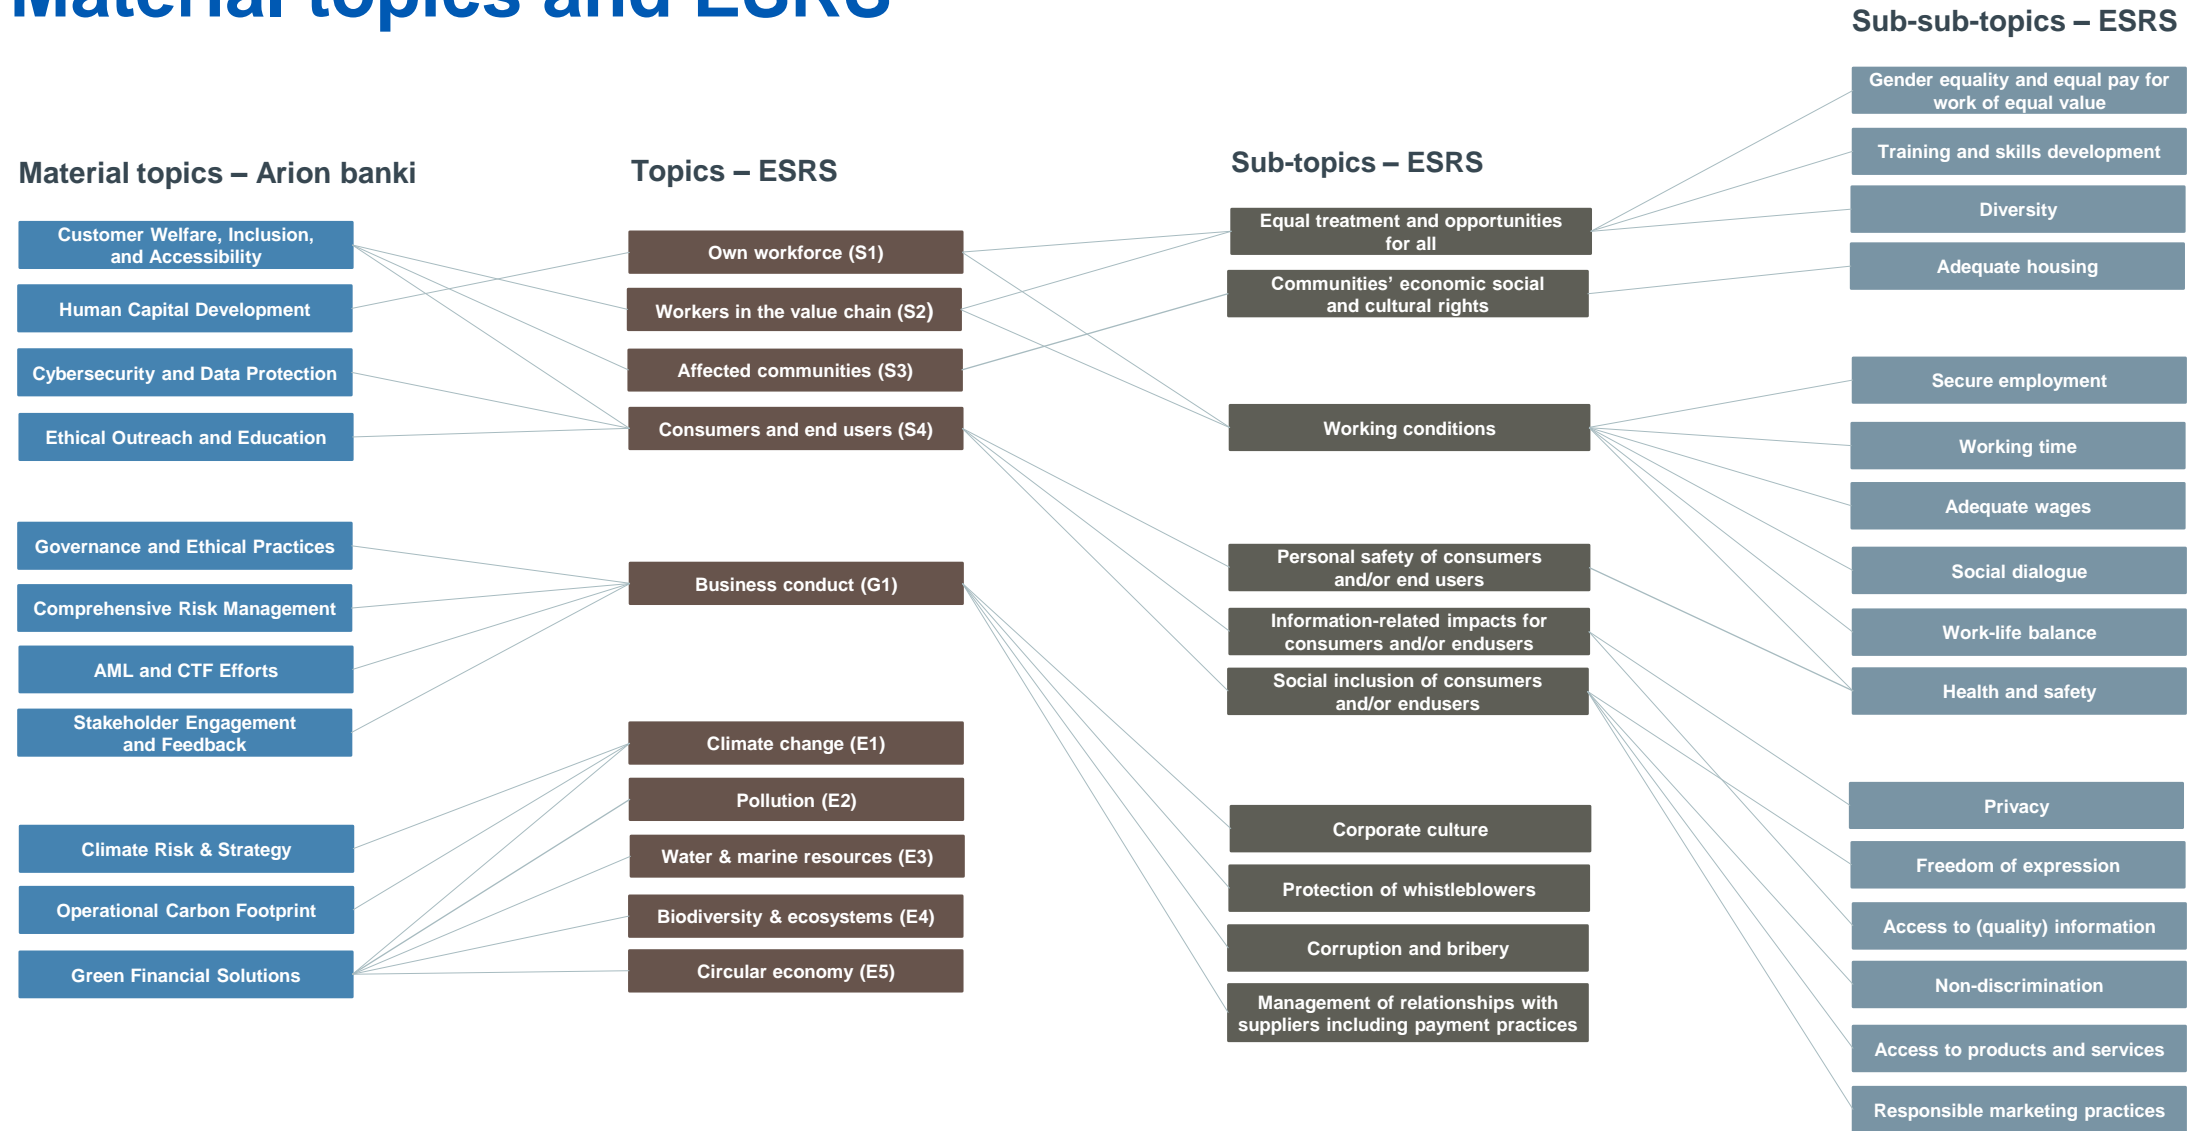 Material topics and ESRS
Sub-sub-topics – ESRS
Material topics – Arion banki
Topics – ESRS
Sub-topics – ESRS
Customer Welfare, Inclusion,
and Accessibility
Human Capital Development
Cybersecurity and Data Protection
Ethical Outreach and Education
Governance and Ethical Practices
Comprehensive Risk Management
AML and CTF Efforts
Stakeholder Engagement
and Feedback
Climate Risk & Strategy
Operational Carbon Footprint
Green Financial Solutions
Own workforce (S1)
Workers in the value chain (S2)
Affected communities (S3)
Consumers and end users (S4)
Business conduct (G1)
Climate change (E1)
Pollution (E2)
Water & marine resources (E3)
Biodiversity & ecosystems (E4)
Circular economy (E5)
Equal treatment and opportunities
for all
Communities’ economic social
and cultural rights
Working conditions
Personal safety of consumers
and/or end users
Information-related impacts for
consumers and/or endusers
Social inclusion of consumers
and/or endusers
Corporate culture
Protection of whistleblowers
Corruption and bribery
Management of relationships with
suppliers including payment practices
Gender equality and equal pay for
work of equal value
Training and skills development
Diversity
Adequate housing
Secure employment
Working time
Adequate wages
Social dialogue
Work-life balance
Health and safety
Privacy
Freedom of expression
Access to (quality) information
Non-discrimination
Access to products and services
Responsible marketing practices